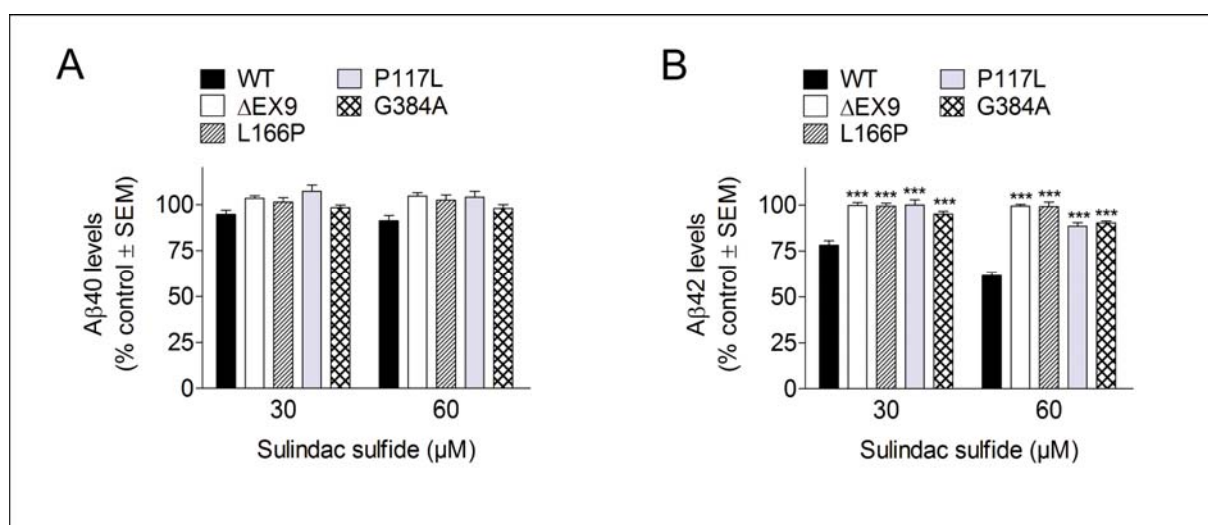 A
WT
P117L
ΔEX9
G384A
L166P
Aβ40 levels
(% control ± SEM)
100
75
50
25
0
30
60
Sulindac sulfide (µM)
B
WT
P117L
ΔEX9
G384A
L166P
Aβ42 levels
(% control ± SEM)
100
75
50
25
0
*** *** *** ***
*** *** *** ***
30
60
Sulindac sulfide (µM)